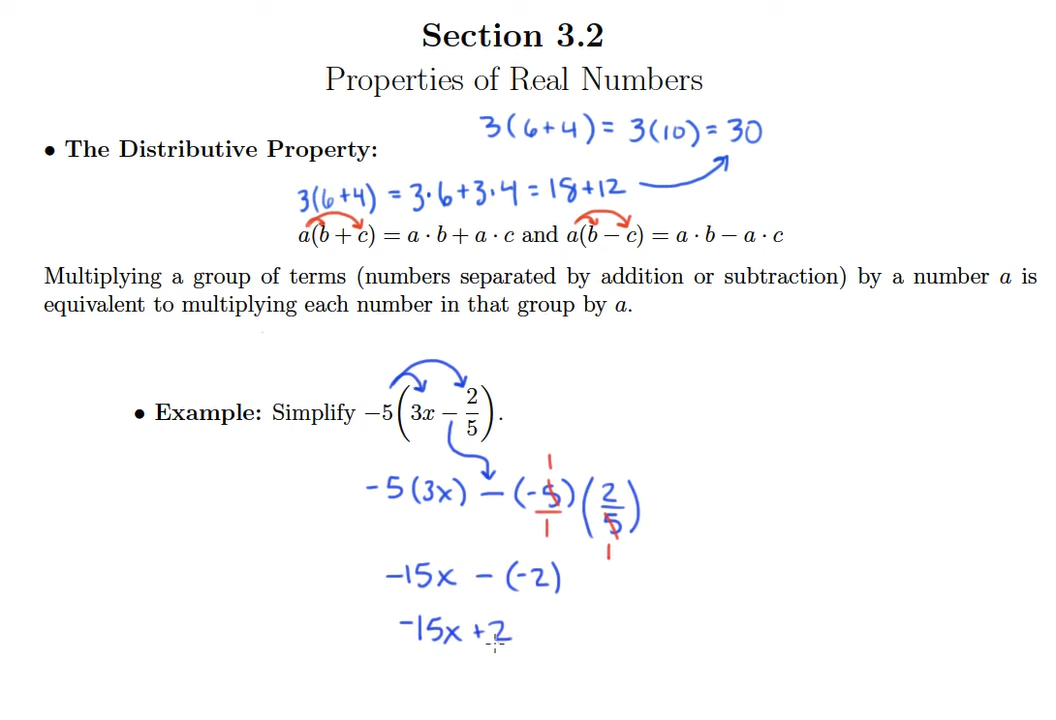 Section 3.2
Properties of Real Numbers
3(6+4) = 3(10) = 30
• The Distributive Property:
3(6+4) = 3·6+3·4 = 18+12
a(b + c) = a · b + a · c and a(b − c) = a · b − a · c
Multiplying a group of terms (numbers separated by addition or subtraction) by a number a is
equivalent to multiplying each number in that group by a.
• Example: Simplify −5(3x − 2/5).
-5(3x) - (-5)(2/5)
1
1
1
-15x - (-2)
-15x + 2